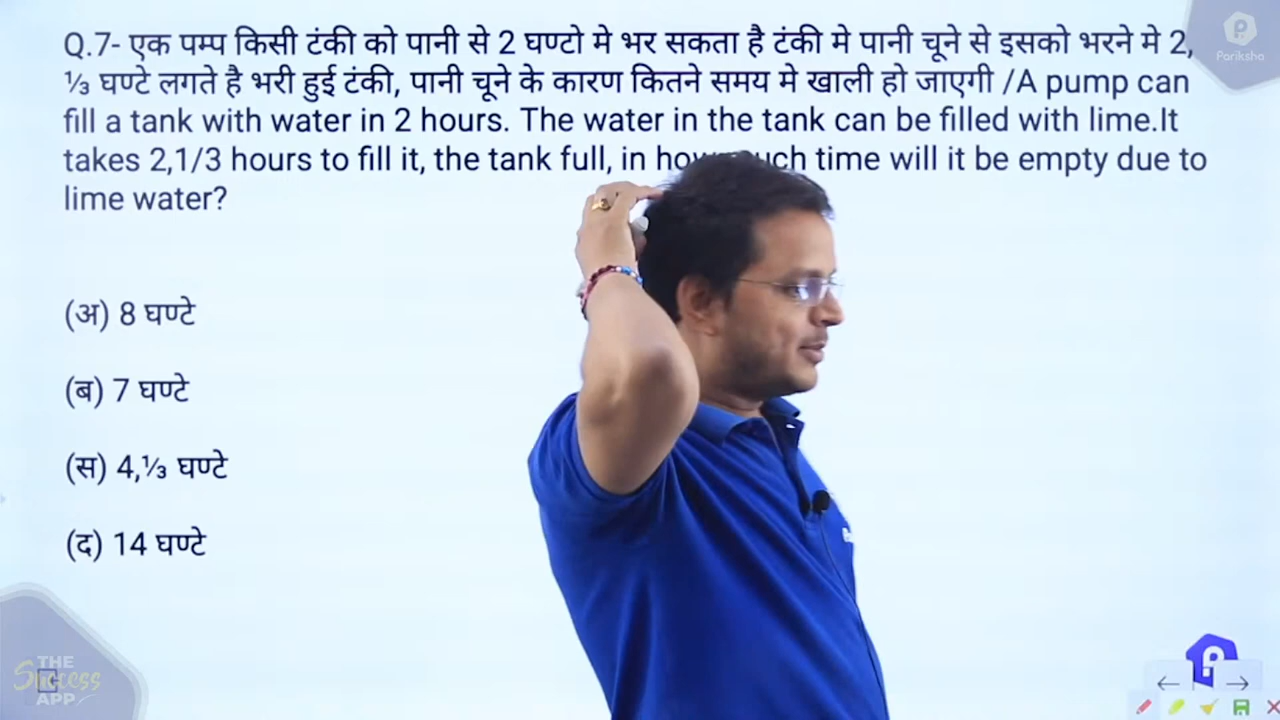 Q.7- एक पम्प किसी टंकी को पानी से 2 घण्टो मे भर सकता है टंकी मे पानी चूने से इसको भरने मे 2,
⅓ घण्टे लगते है भरी हुई टंकी, पानी चूने के कारण कितने समय मे खाली हो जाएगी /A pump can
fill a tank with water in 2 hours. The water in the tank can be filled with lime.It
takes 2,1/3 hours to fill it, the tank full, in how much time will it be empty due to
lime water?
(अ) 8 घण्टे
(ब) 7 घण्टे
(स) 4,⅓ घण्टे
(द) 14 घण्टे
Pariksha
THE
Success
APP